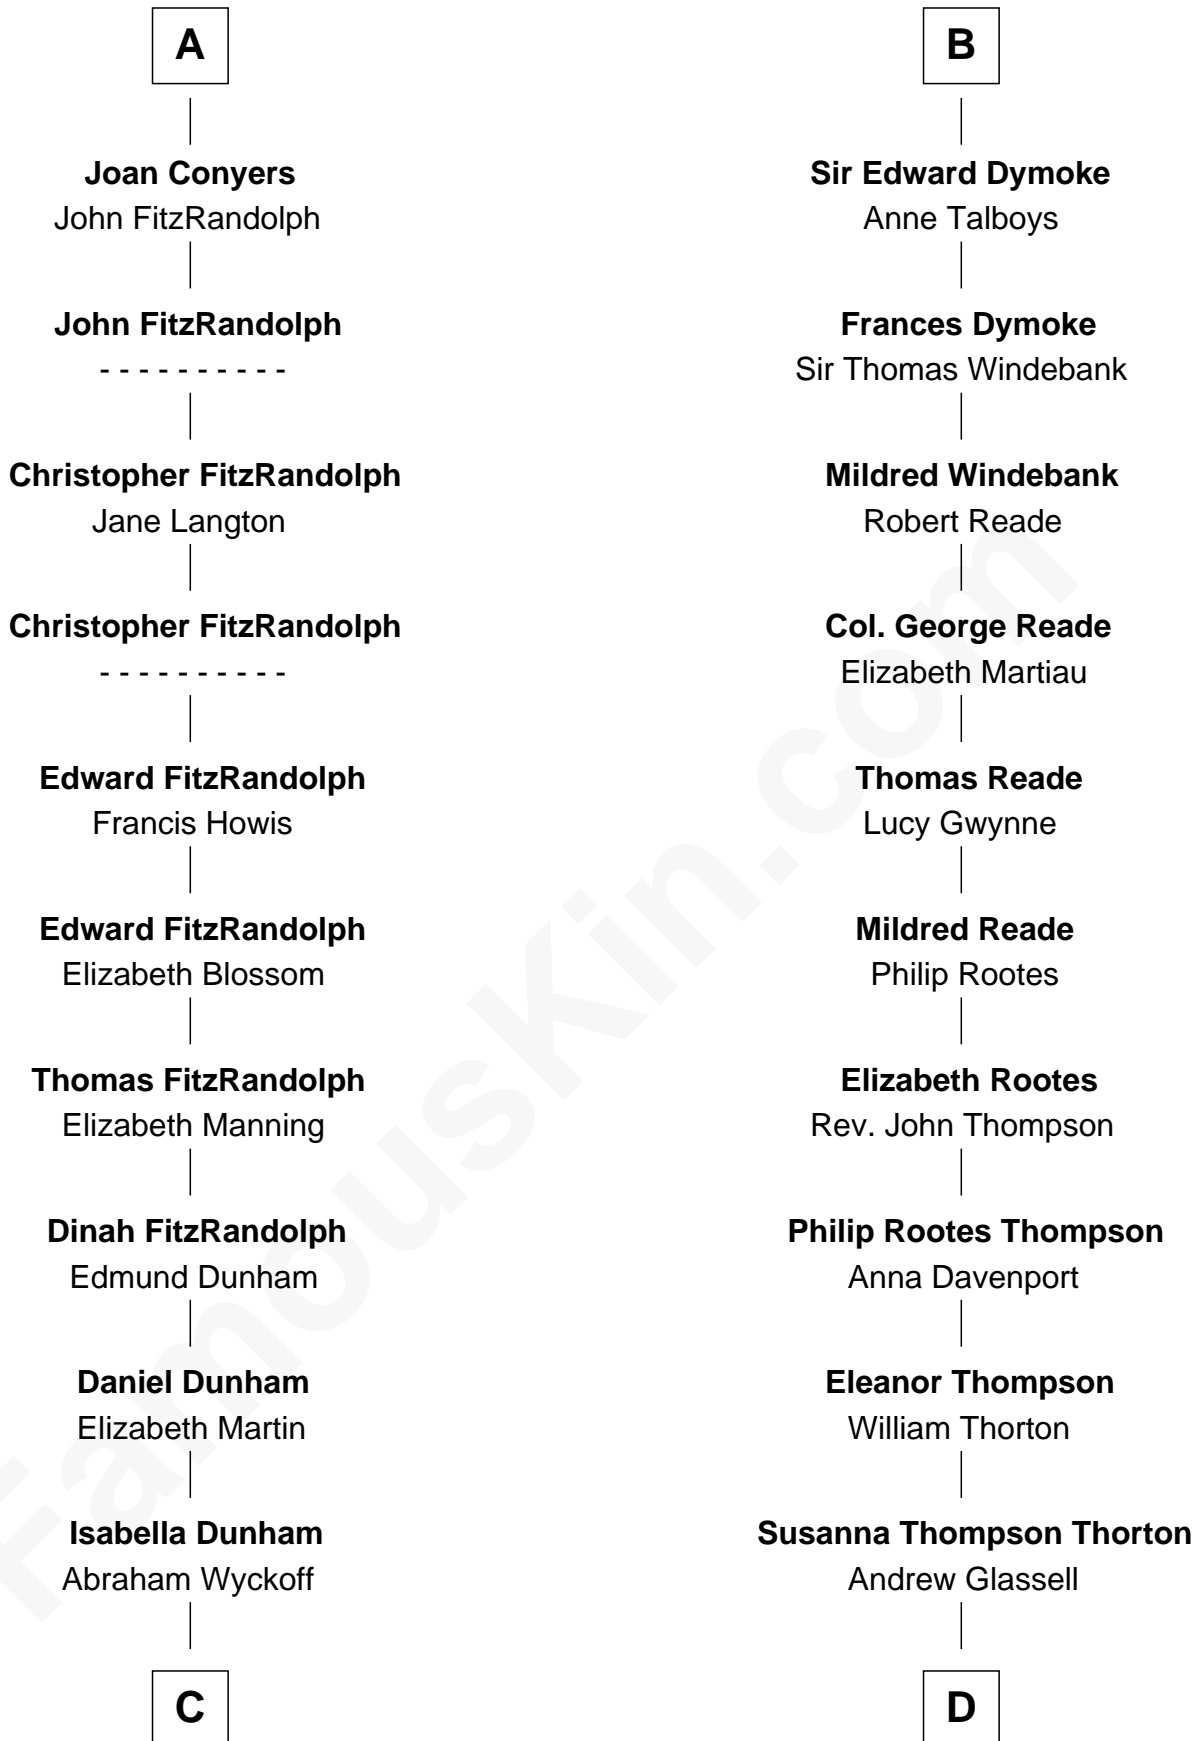 A
Joan Conyers
John FitzRandolph
John FitzRandolph
- - - - - - - - - -
Christopher FitzRandolph
Jane Langton
Christopher FitzRandolph
- - - - - - - - - -
Edward FitzRandolph
Francis Howis
Edward FitzRandolph
Elizabeth Blossom
Thomas FitzRandolph
Elizabeth Manning
Dinah FitzRandolph
Edmund Dunham
Daniel Dunham
Elizabeth Martin
Isabella Dunham
Abraham Wyckoff
C
B
Sir Edward Dymoke
Anne Talboys
Frances Dymoke
Sir Thomas Windebank
Mildred Windebank
Robert Reade
Col. George Reade
Elizabeth Martiau
Thomas Reade
Lucy Gwynne
Mildred Reade
Philip Rootes
Elizabeth Rootes
Rev. John Thompson
Philip Rootes Thompson
Anna Davenport
Eleanor Thompson
William Thorton
Susanna Thompson Thorton
Andrew Glassell
D
FamousKin.com